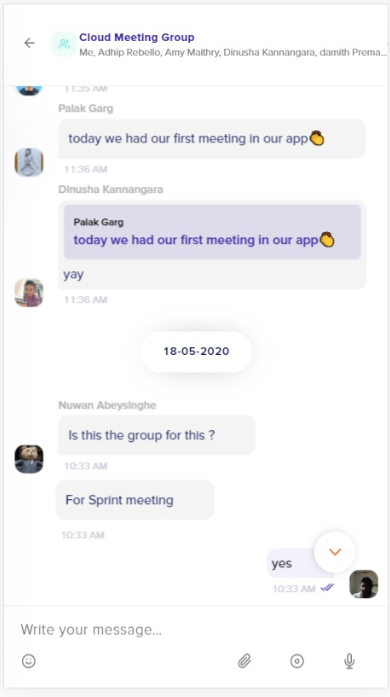 Cloud Meeting Group
Me, Adhip Rebello, Amy Maithry, Dinusha Kannangara, damith Prema...
11:35 AM
Palak Garg
today we had our first meeting in our app👏
11:36 AM
Dinusha Kannangara
Palak Garg
today we had our first meeting in our app👏
yay
11:36 AM
18-05-2020
Nuwan Abeysinghe
Is this the group for this ?
10:33 AM
For Sprint meeting
10:33 AM
yes
10:33 AM
Write your message...